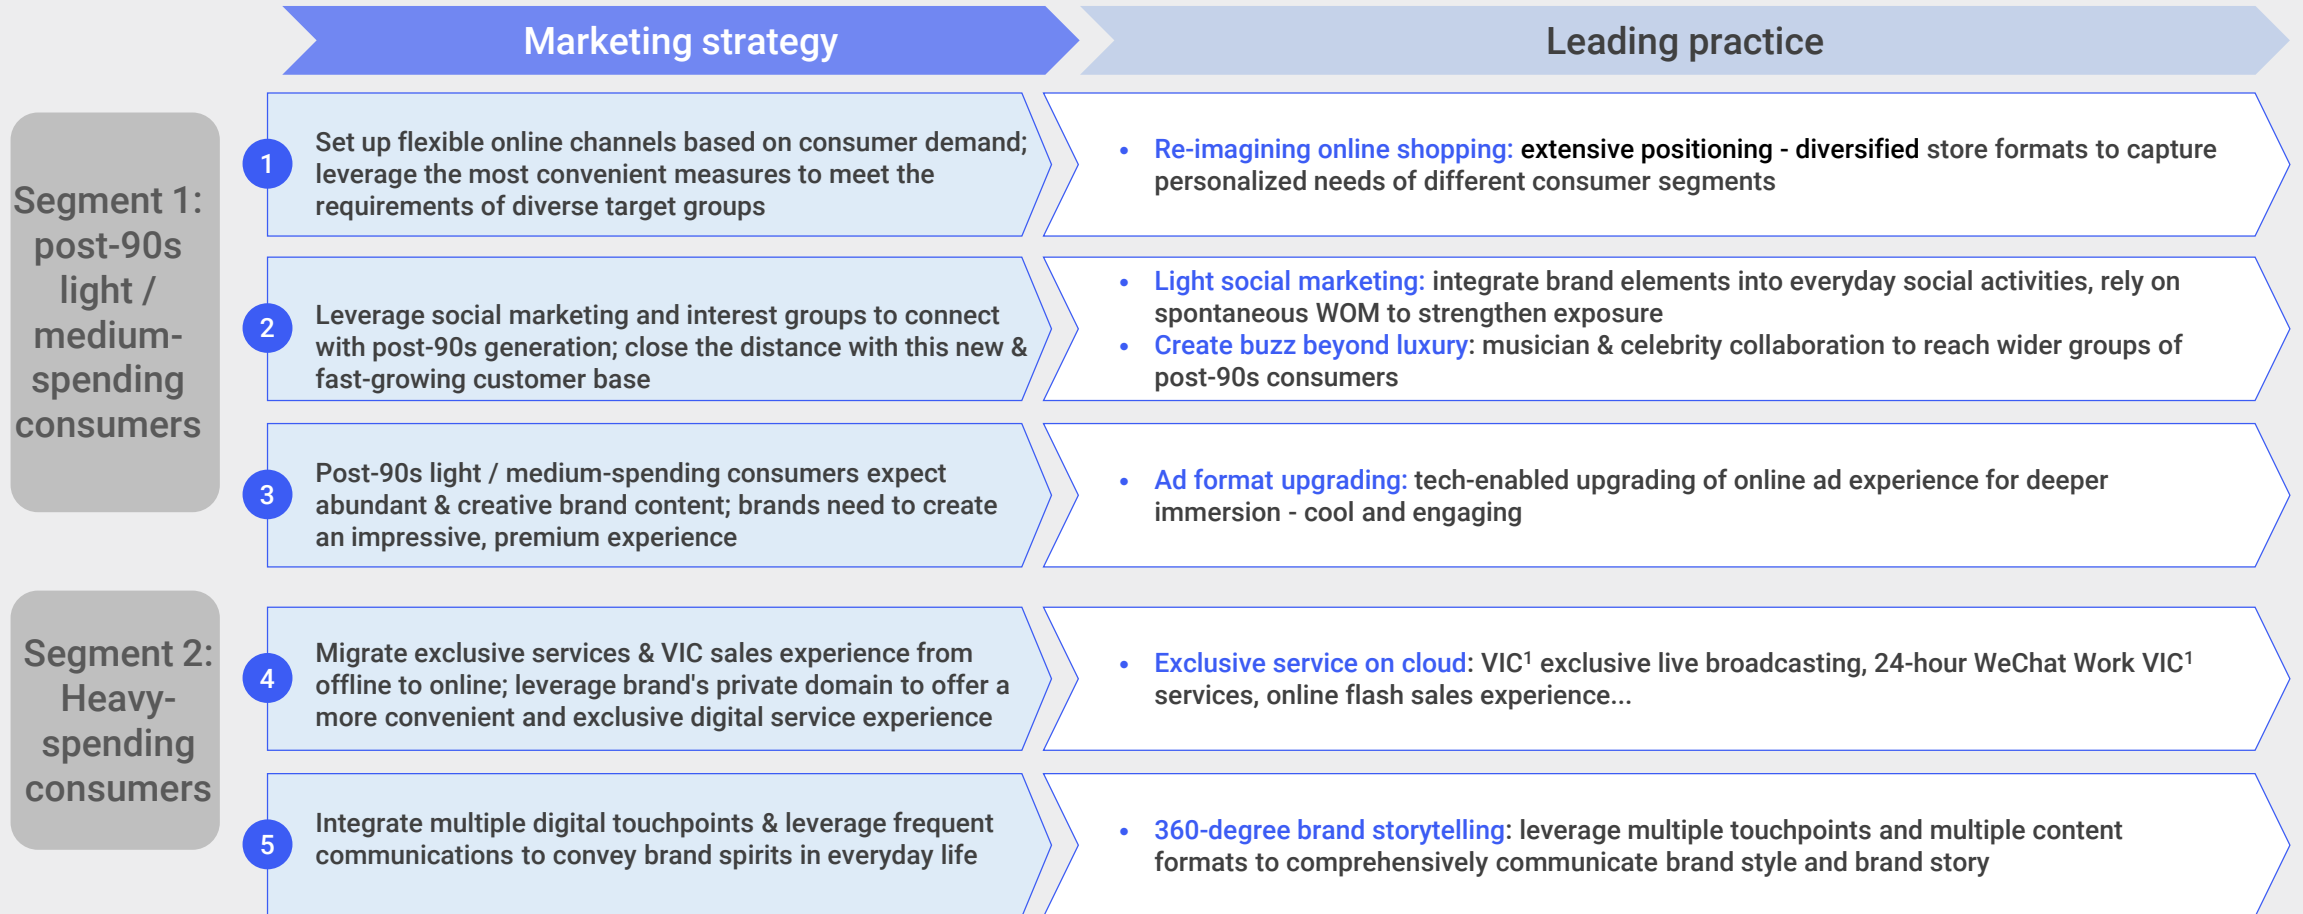 Marketing strategy
Leading practice
Segment 1:
post-90s
light /
medium-
spending
consumers
1
Set up flexible online channels based on consumer demand;
leverage the most convenient measures to meet the
requirements of diverse target groups
• Re-imagining online shopping: extensive positioning - diversified store formats to capture
personalized needs of different consumer segments
2
Leverage social marketing and interest groups to connect
with post-90s generation; close the distance with this new &
fast-growing customer base
• Light social marketing: integrate brand elements into everyday social activities, rely on
spontaneous WOM to strengthen exposure
• Create buzz beyond luxury: musician & celebrity collaboration to reach wider groups of
post-90s consumers
3
Post-90s light / medium-spending consumers expect
abundant & creative brand content; brands need to create
an impressive, premium experience
• Ad format upgrading: tech-enabled upgrading of online ad experience for deeper
immersion - cool and engaging
Segment 2:
Heavy-
spending
consumers
4
Migrate exclusive services & VIC sales experience from
offline to online; leverage brand's private domain to offer a
more convenient and exclusive digital service experience
• Exclusive service on cloud: VIC¹ exclusive live broadcasting, 24-hour WeChat Work VIC¹
services, online flash sales experience...
5
Integrate multiple digital touchpoints & leverage frequent
communications to convey brand spirits in everyday life
• 360-degree brand storytelling: leverage multiple touchpoints and multiple content
formats to comprehensively communicate brand style and brand story